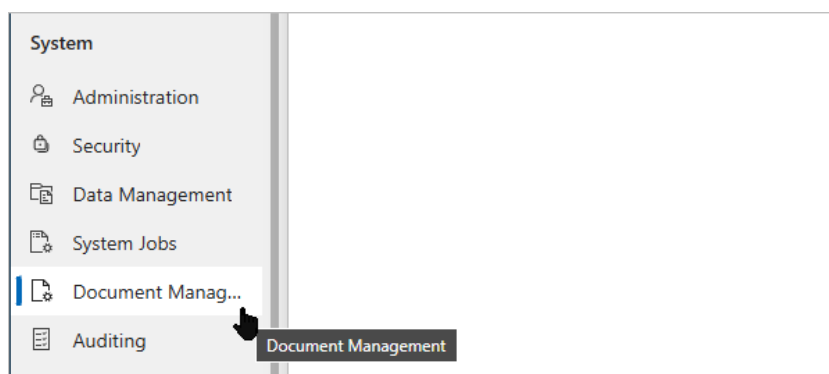 System
Administration
Security
Data Management
System Jobs
Document Manag...
Document Management
Auditing